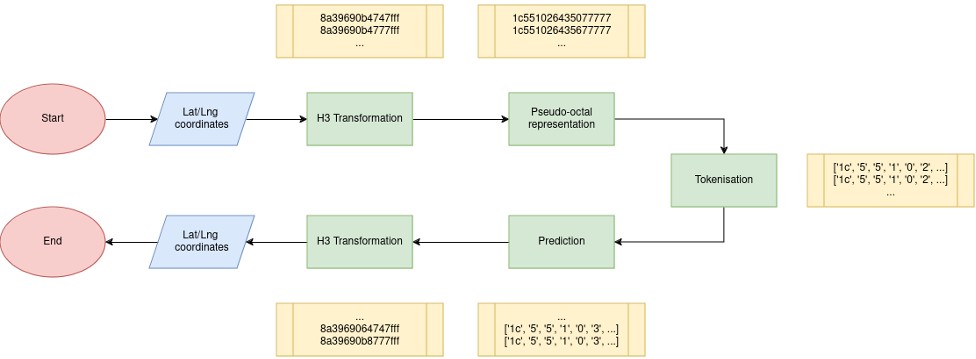 8a39690b4747fff
8a39690b4777fff
...
1c551026435077777
1c551026435677777
...
Start
Lat/Lng
coordinates
H3 Transformation
Pseudo-octal
representation
Tokenisation
['1c', '5', '5', '1', '0', '2', ...]
['1c', '5', '5', '1', '0', '2', ...]
...
End
Lat/Lng
coordinates
H3 Transformation
Prediction
...
8a3969064747fff
8a39690b8777fff
...
['1c', '5', '5', '1', '0', '3', ...]
['1c', '5', '5', '1', '0', '3', ...]